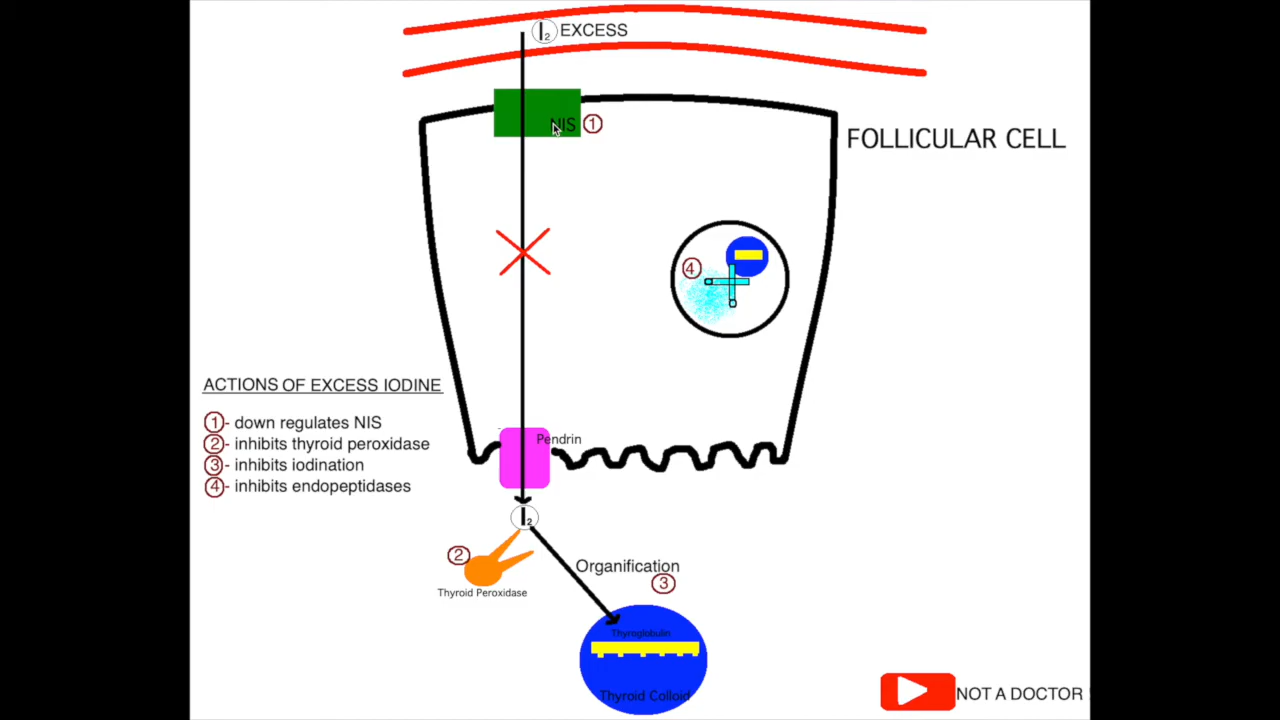 I₂ EXCESS
NIS ①
FOLLICULAR CELL
④
ACTIONS OF EXCESS IODINE
①- down regulates NIS
②- inhibits thyroid peroxidase
③- inhibits iodination
④- inhibits endopeptidases
Pendrin
I₂
②
Thyroid Peroxidase
Organification
③
Thyroglobulin
Thyroid Colloid
NOT A DOCTOR